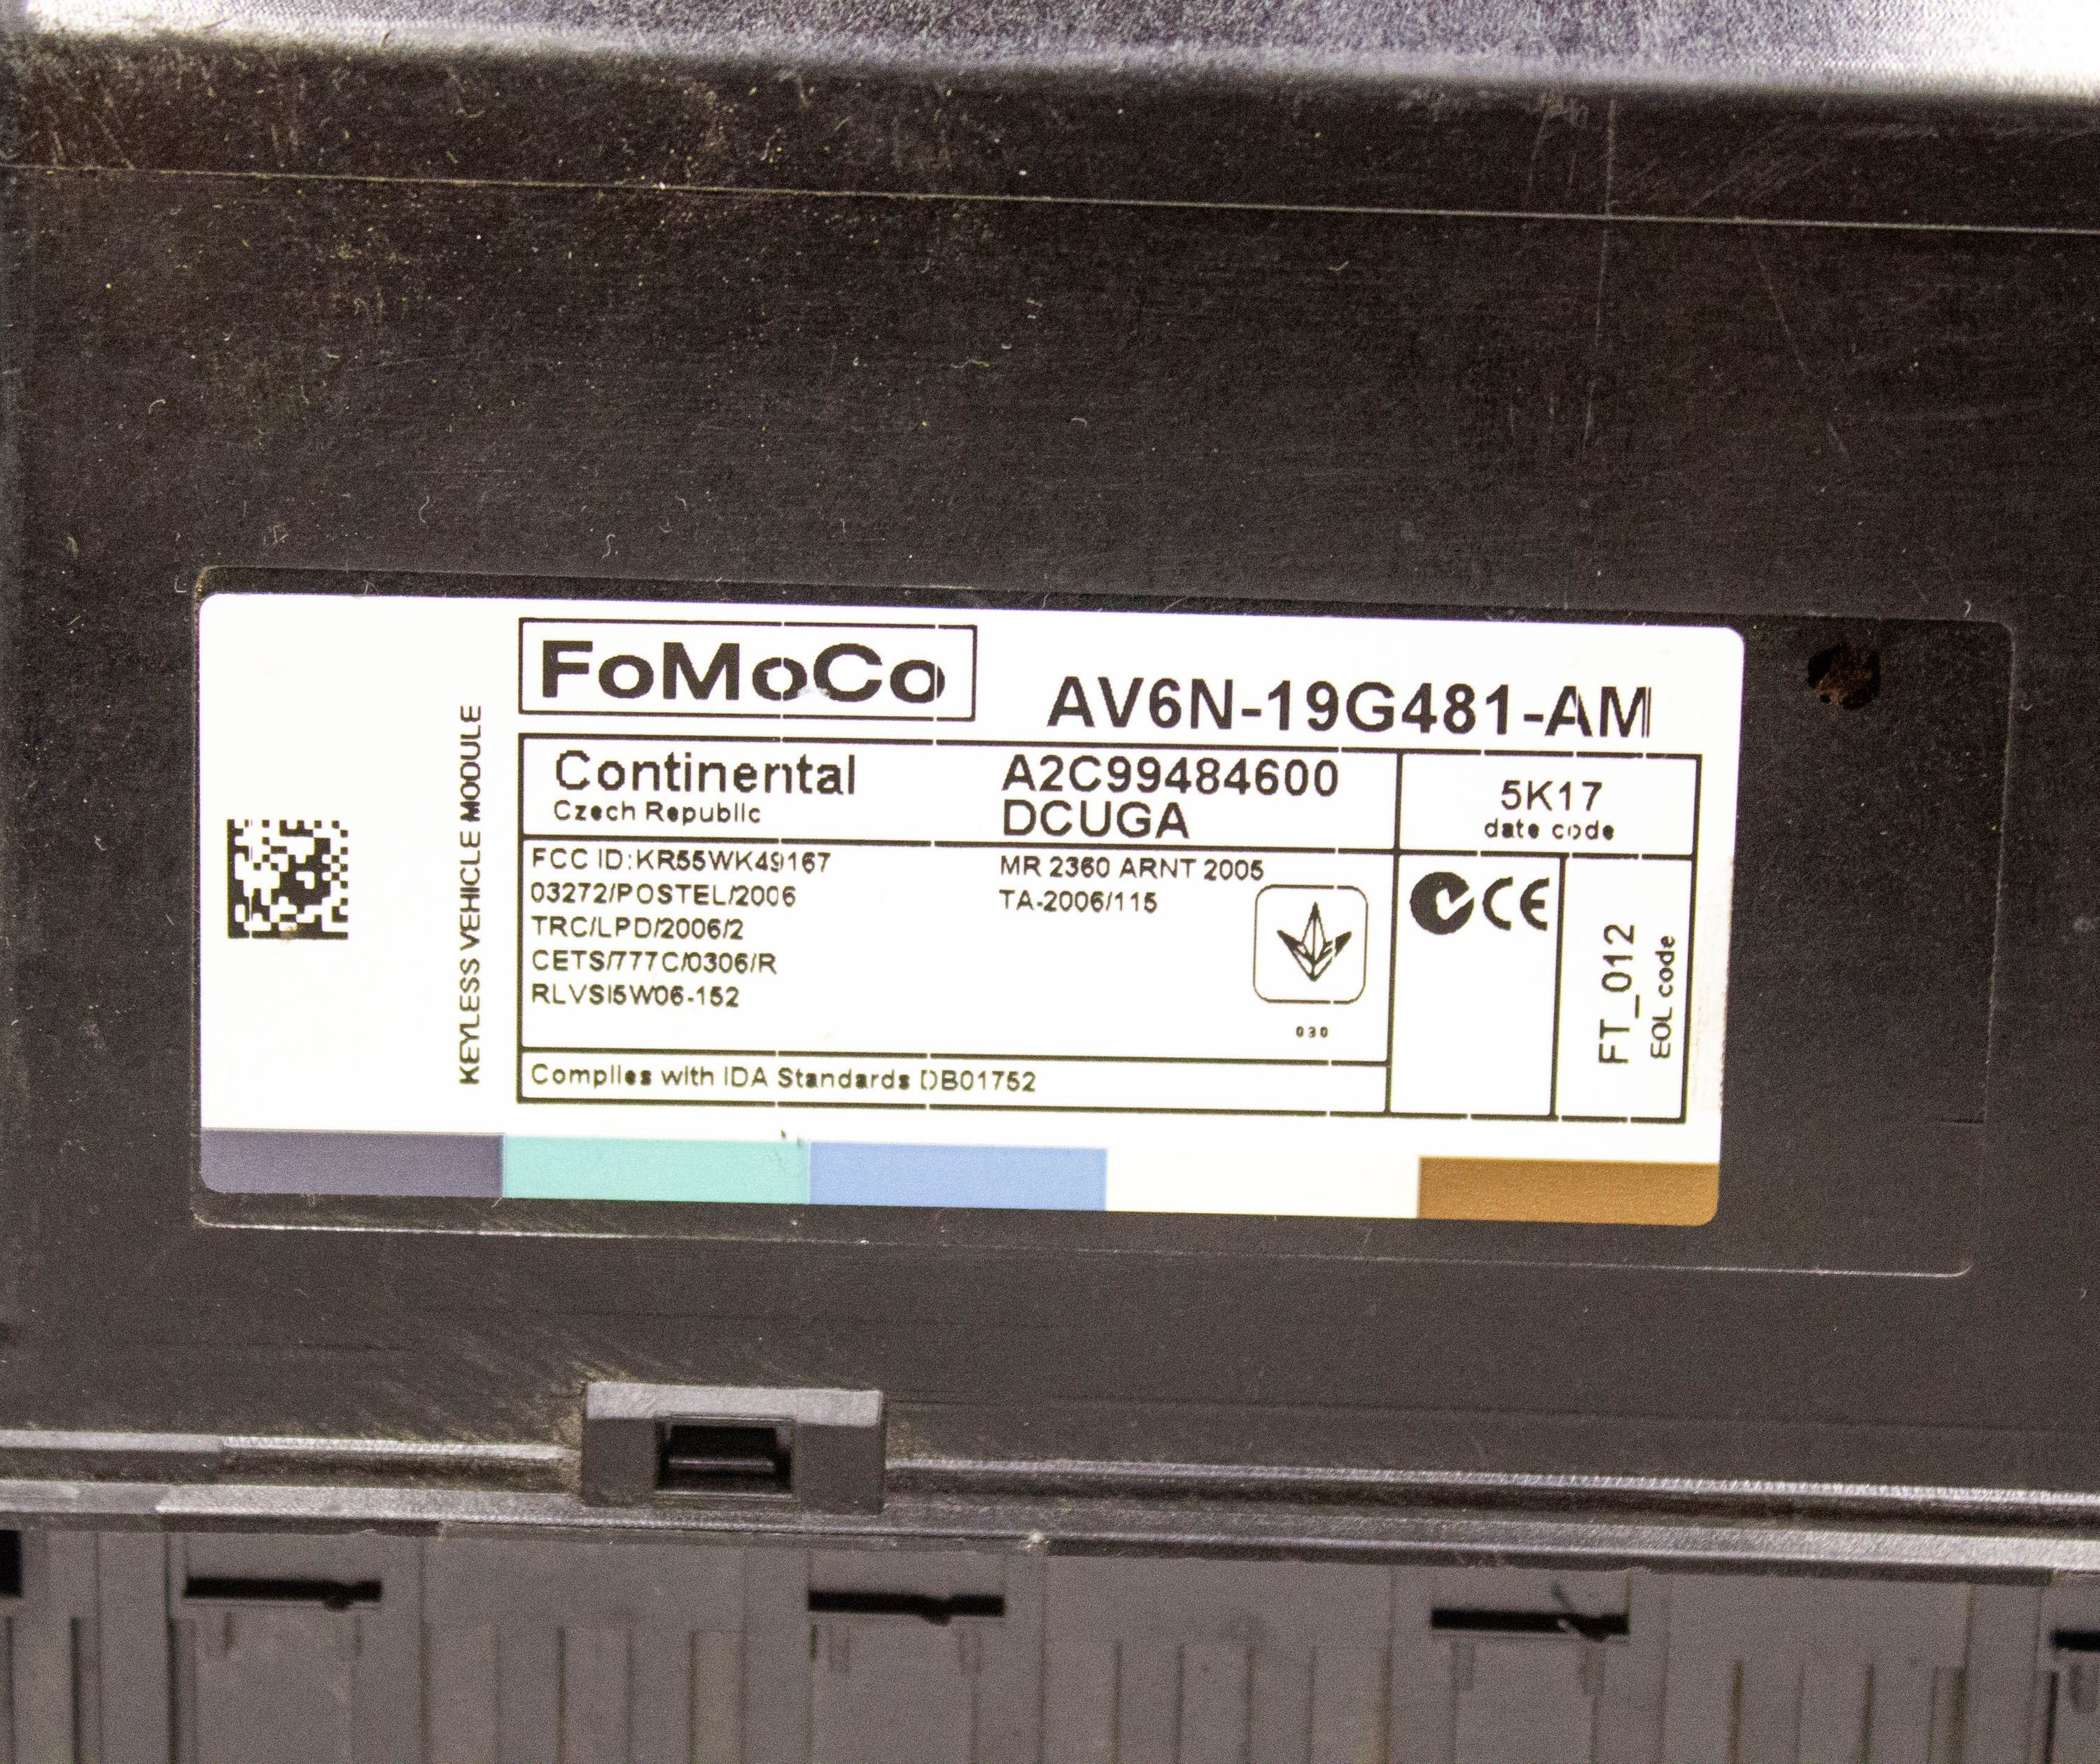 KEYLESS VEHICLE MODULE
FoMoCo
AV6N-19G481-AM
Continental
Czech Republic
A2C99484600
DCUGA
5K17
date code
FCC ID:KR55WK49167
03272/POSTEL/2006
TRC/LPD/2006/2
CETS/777C/0306/R
RLVSI5W06-152
MR 2360 ARNT 2005
TA-2006/115
030
CE
FT_012
EOL code
Complies with IDA Standards DB01752